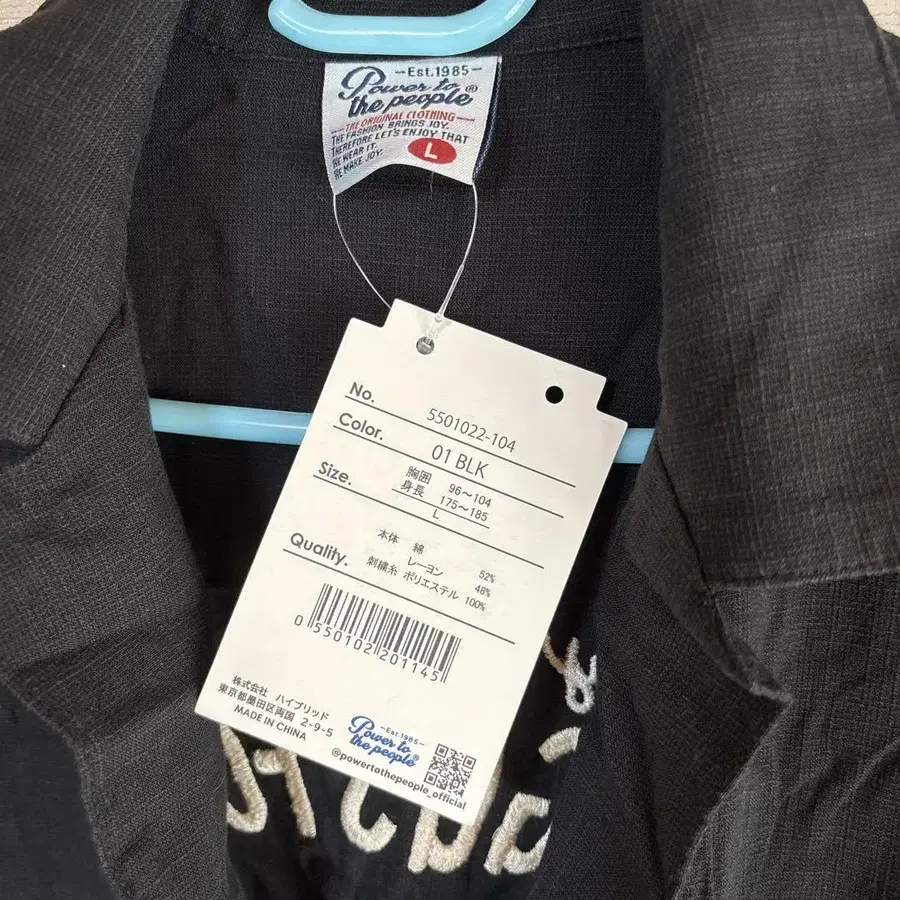 -Est.1985-
Power to
the people®
-THE ORIGINAL CLOTHING-
THE FASHION BRINGS JOY.
THEREFORE LET'S ENJOY THAT
WE WEAR IT.
WE MAKE JOY.
L
No. 5501022-104
Color. 01 BLK
Size. 胸囲 96〜104
身長 175〜185
L
Quality. 本体 綿 52%
レーヨン 48%
刺繍糸 ポリエステル 100%
0 550102 201145
株式会社 ハイブリッド
東京都墨田区両国 2-9-5
MADE IN CHINA
-Est.1985-
Power to
the people®
@powertothepeople_official